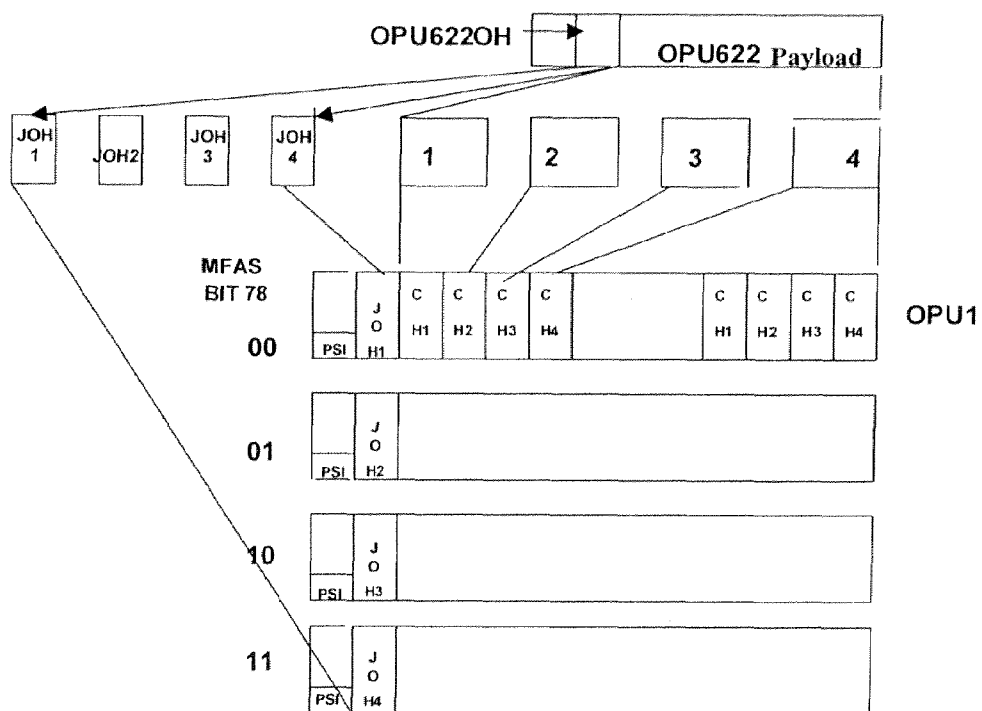 OPU622OH
OPU622 Payload
JOH
1
JOH2
JOH
3
JOH
4
1
2
3
4
MFAS
BIT 78
00
PSI
J
O
H1
C
H1
C
H2
C
H3
C
H4
C
H1
C
H2
C
H3
C
H4
OPU1
01
PSI
J
O
H2
10
PSI
J
O
H3
11
PSI
J
O
H4